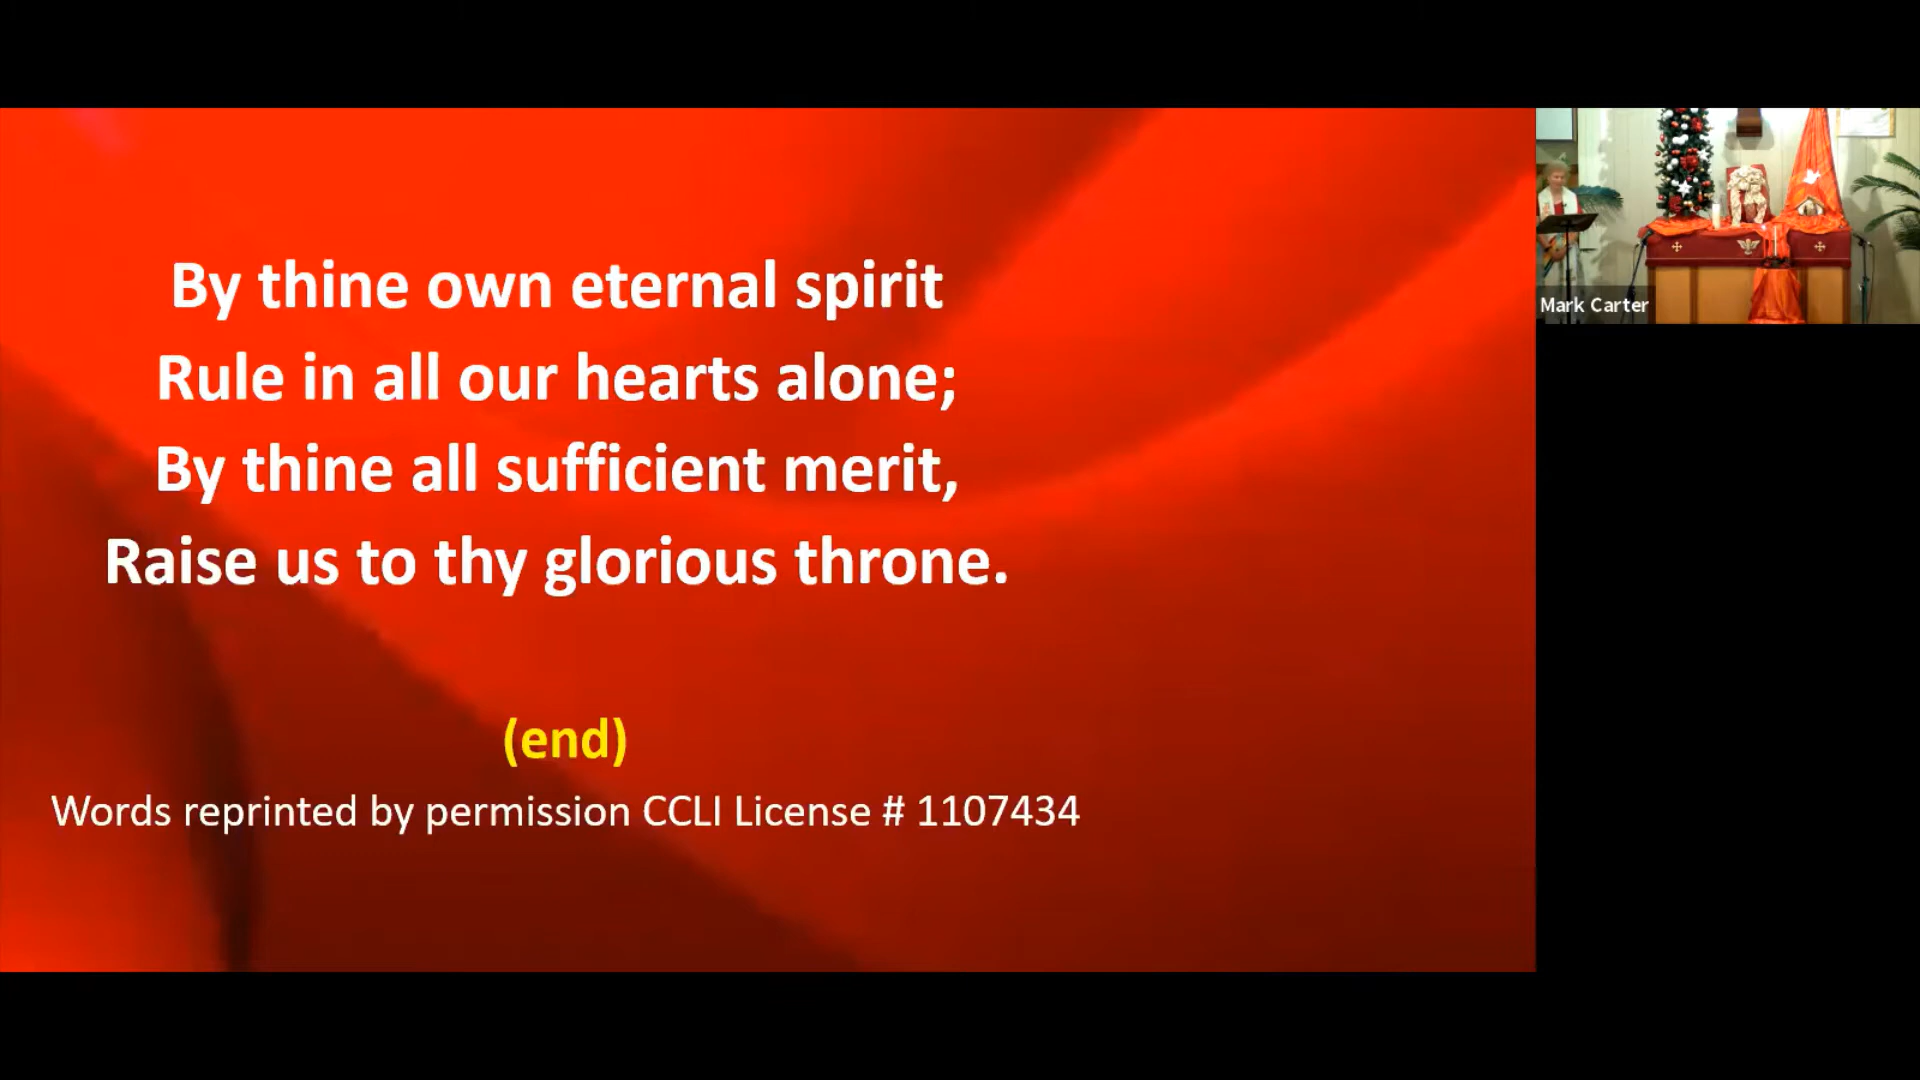 By thine own eternal spirit
Rule in all our hearts alone;
By thine all sufficient merit,
Raise us to thy glorious throne.
(end)
Words reprinted by permission CCLI License # 1107434
Mark Carter